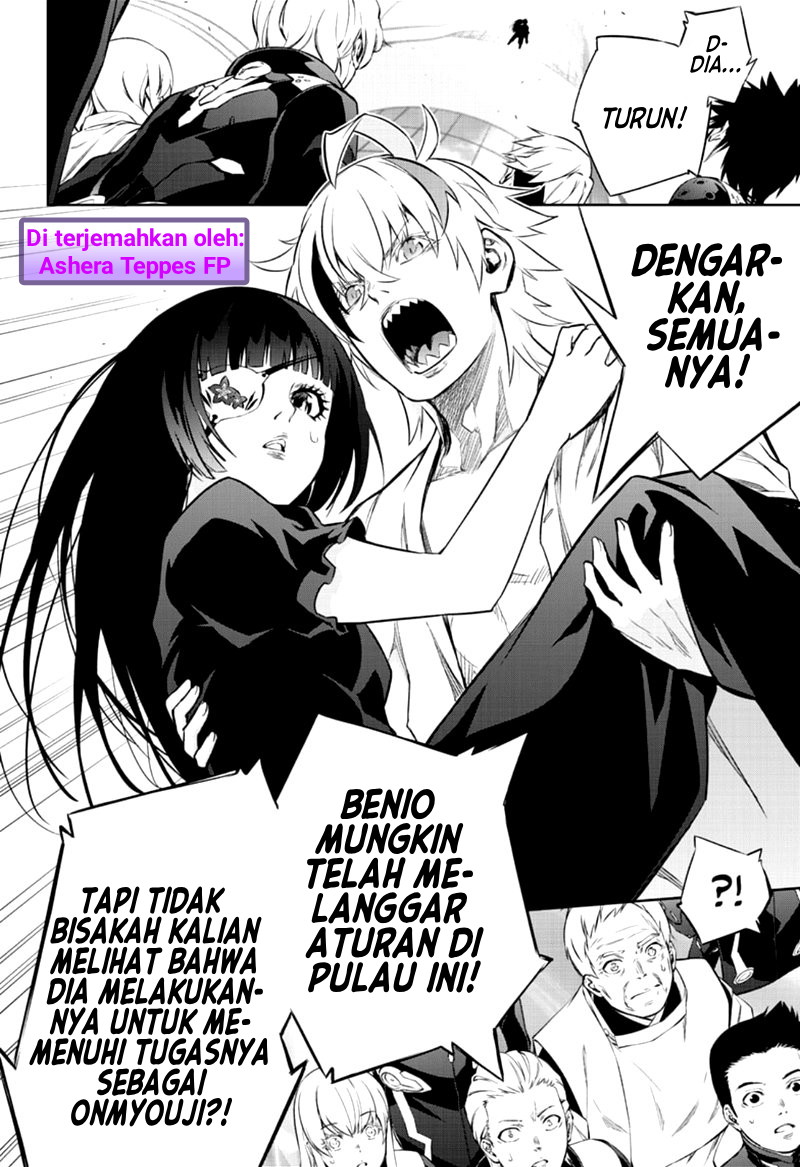 D-
DIA...
TURUN!
Di terjemahkan oleh:
Ashera Teppes FP
DENGAR-
KAN,
SEMUA-
NYA!
BENIO
MUNGKIN
TELAH ME-
LANGGAR
ATURAN DI
PULAU INI!
TAPI TIDAK
BISAKAH KALIAN
MELIHAT BAHWA
DIA MELAKUKAN-
NYA UNTUK ME-
MENUHI TUGASNYA
SEBAGAI
ONMYOUJI?!
?!